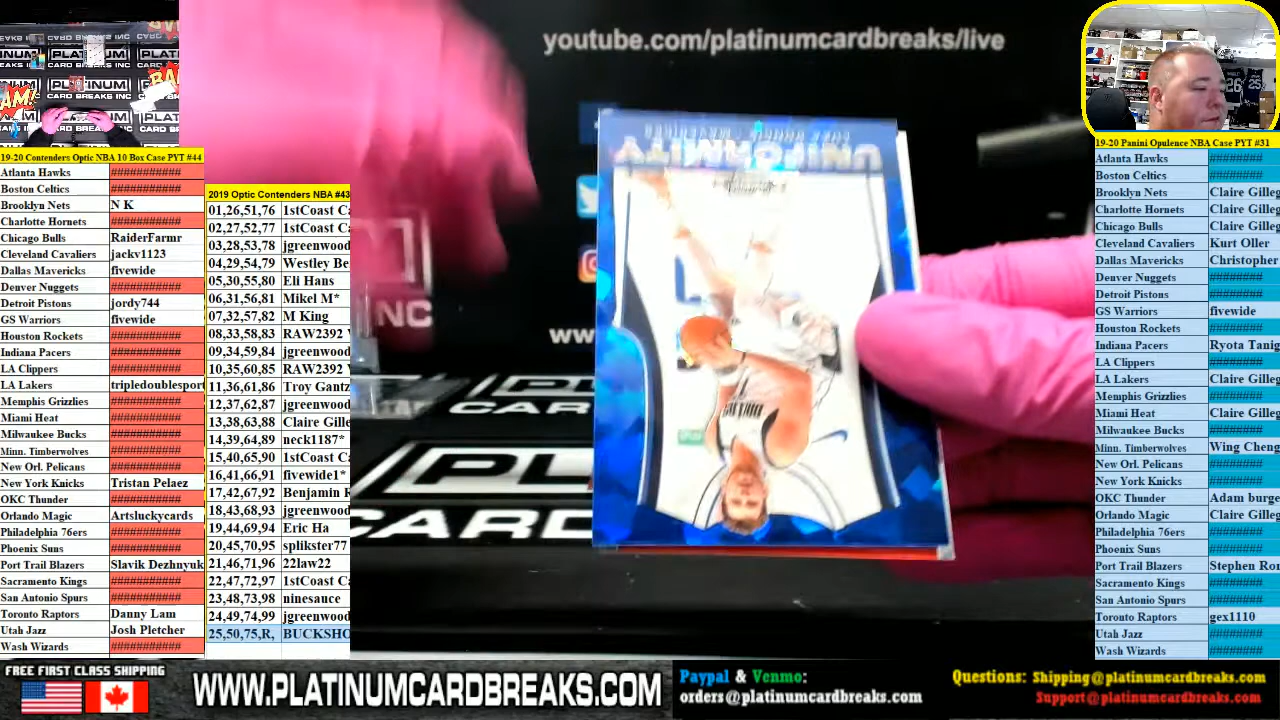 youtube.com/platinumcardbreaks/live
19-20 Contenders Optic NBA 10 Box Case PYT #44
Atlanta Hawks ###########
Boston Celtics ###########
Brooklyn Nets N K
Charlotte Hornets ###########
Chicago Bulls RaiderFarmr
Cleveland Cavaliers jackv1123
Dallas Mavericks fivewide
Denver Nuggets ###########
Detroit Pistons jordy744
GS Warriors fivewide
Houston Rockets ###########
Indiana Pacers ###########
LA Clippers ###########
LA Lakers tripledoublesport
Memphis Grizzlies ###########
Miami Heat ###########
Milwaukee Bucks ###########
Minn. Timberwolves ###########
New Orl. Pelicans ###########
New York Knicks Tristan Pelaez
OKC Thunder ###########
Orlando Magic Artsluckycards
Philadelphia 76ers ###########
Phoenix Suns ###########
Port Trail Blazers Slavik Dezhnyuk
Sacramento Kings ###########
San Antonio Spurs ###########
Toronto Raptors Danny Lam
Utah Jazz Josh Pletcher
Wash Wizards ###########
2019 Optic Contenders NBA #43
01,26,51,76 1stCoast Ca
02,27,52,77 1stCoast Ca
03,28,53,78 jgreenwood
04,29,54,79 Westley Be
05,30,55,80 Eli Hans
06,31,56,81 Mikel M*
07,32,57,82 M King
08,33,58,83 RAW2392
09,34,59,84 jgreenwood
10,35,60,85 RAW2392
11,36,61,86 Troy Gantz
12,37,62,87 jgreenwood
13,38,63,88 Claire Gille
14,39,64,89 neck1187*
15,40,65,90 1stCoast Ca
16,41,66,91 fivewide1*
17,42,67,92 Benjamin R
18,43,68,93 jgreenwood
19,44,69,94 Eric Ha
20,45,70,95 splikster77
21,46,71,96 22law22
22,47,72,97 1stCoast Ca
23,48,73,98 ninesauce
24,49,74,99 jgreenwood
25,50,75,R, BUCKSHO
19-20 Panini Opulence NBA Case PYT #31
Atlanta Hawks ########
Boston Celtics ########
Brooklyn Nets Claire Gilleg
Charlotte Hornets Claire Gilleg
Chicago Bulls Claire Gilleg
Cleveland Cavaliers Kurt Oller
Dallas Mavericks Christopher
Denver Nuggets ########
Detroit Pistons ########
GS Warriors fivewide
Houston Rockets ########
Indiana Pacers Ryota Tanig
LA Clippers ########
LA Lakers Claire Gilleg
Memphis Grizzlies ########
Miami Heat Claire Gilleg
Milwaukee Bucks ########
Minn. Timberwolves Wing Cheng
New Orl. Pelicans ########
New York Knicks ########
OKC Thunder Adam burge
Orlando Magic Claire Gilleg
Philadelphia 76ers ########
Phoenix Suns ########
Port Trail Blazers Stephen Ron
Sacramento Kings ########
San Antonio Spurs ########
Toronto Raptors gex1110
Utah Jazz ########
Wash Wizards ########
FREE FIRST CLASS SHIPPING
WWW.PLATINUMCARDBREAKS.COM
Paypal & Venmo:
orders@platinumcardbreaks.com
Questions: Shipping@platinumcardbreaks.com
Support@platinumcardbreaks.com